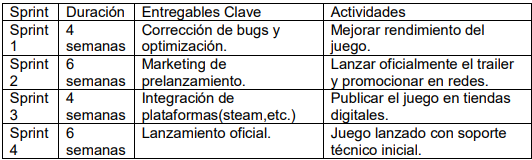 Sprint Duración Entregables Clave Actividades
Sprint 4 Corrección de bugs y Mejorar rendimiento del
1 semanas optimización. juego.
Sprint 6 Marketing de Lanzar oficialmente el trailer
2 semanas prelanzamiento. y promocionar en redes.
Sprint 4 Integración de Publicar el juego en tiendas
3 semanas plataformas(steam,etc.) digitales.
Sprint 6 Lanzamiento oficial. Juego lanzado con soporte
4 semanas técnico inicial.